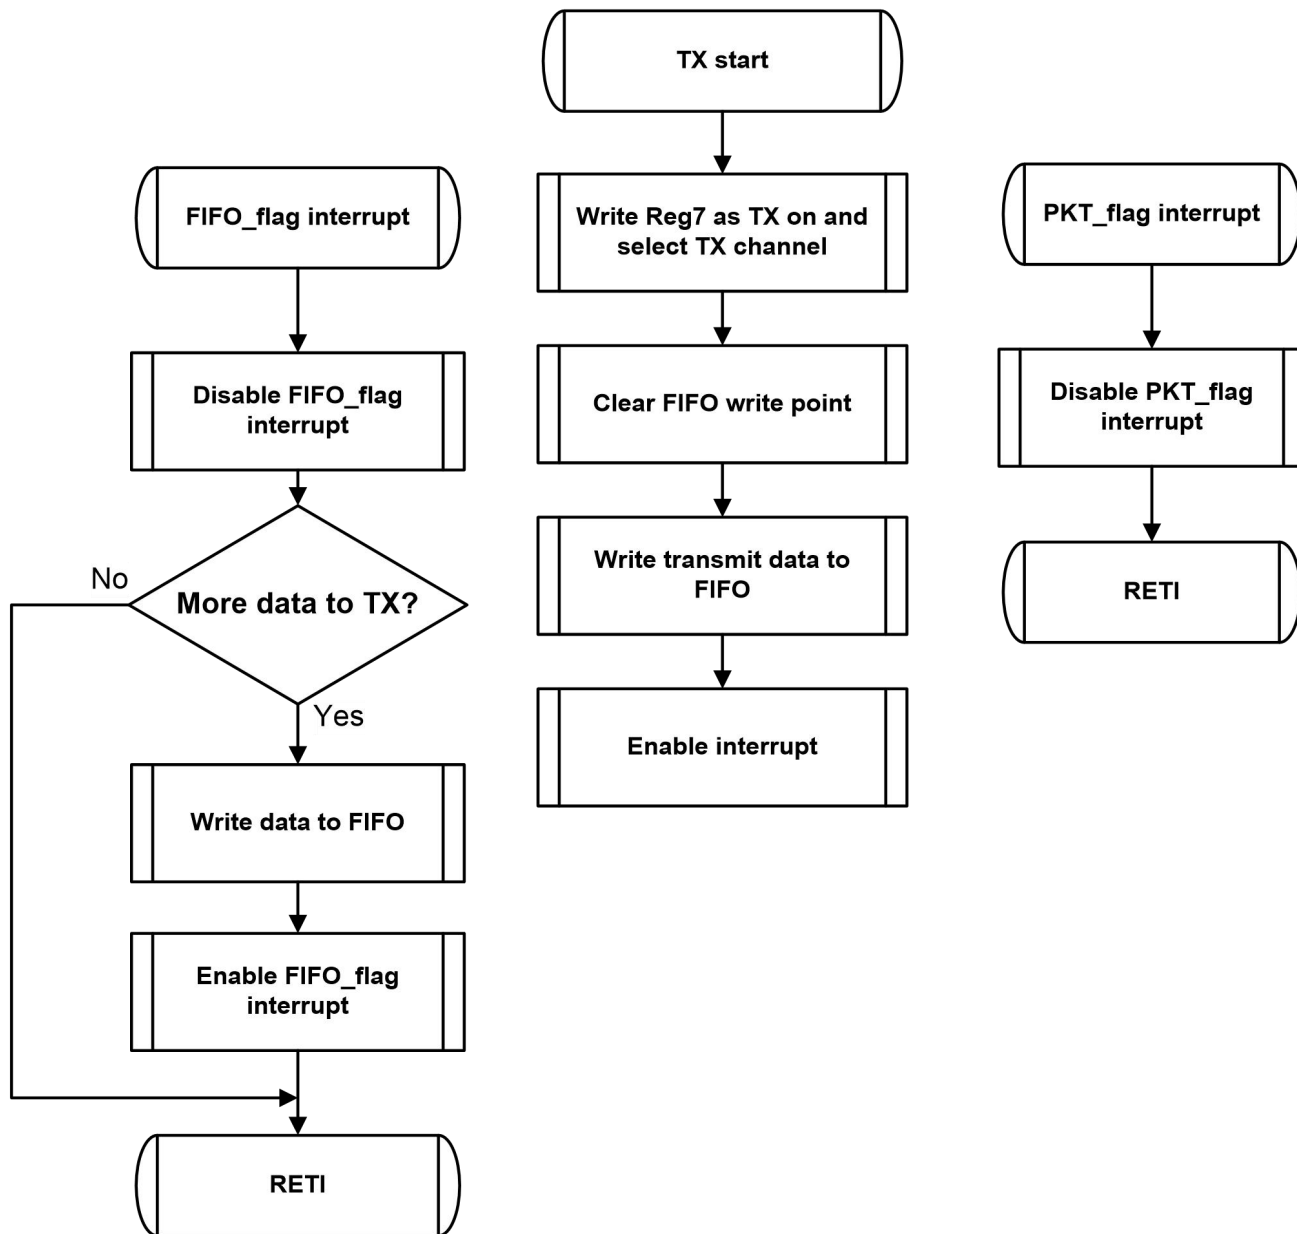 TX start
Write Reg7 as TX on and
select TX channel
Clear FIFO write point
Write transmit data to
FIFO
Enable interrupt
FIFO_flag interrupt
Disable FIFO_flag
interrupt
More data to TX?
No
Yes
Write data to FIFO
Enable FIFO_flag
interrupt
RETI
PKT_flag interrupt
Disable PKT_flag
interrupt
RETI